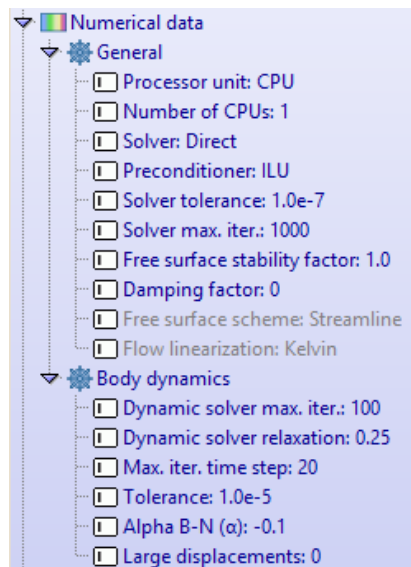 Numerical data
General
Processor unit: CPU
Number of CPUs: 1
Solver: Direct
Preconditioner: ILU
Solver tolerance: 1.0e-7
Solver max. iter.: 1000
Free surface stability factor: 1.0
Damping factor: 0
Free surface scheme: Streamline
Flow linearization: Kelvin
Body dynamics
Dynamic solver max. iter.: 100
Dynamic solver relaxation: 0.25
Max. iter. time step: 20
Tolerance: 1.0e-5
Alpha B-N (α): -0.1
Large displacements: 0